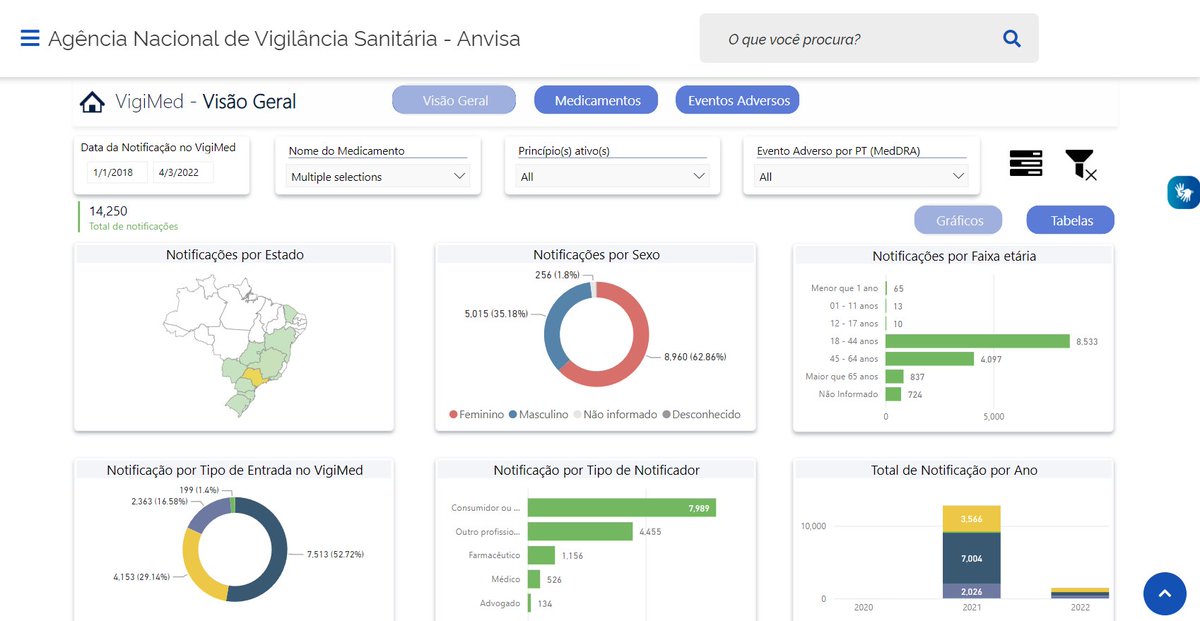 Agência Nacional de Vigilância Sanitária - Anvisa
O que você procura?
VigiMed - Visão Geral
Visão Geral
Medicamentos
Eventos Adversos
Data da Notificação no VigiMed
1/1/2018
4/3/2022
Nome do Medicamento
Multiple selections
Princípio(s) ativo(s)
All
Evento Adverso por PT (MedDRA)
All
14,250
Total de notificações
Gráficos
Tabelas
Notificações por Estado
Notificações por Sexo
256 (1.8%)
5,015 (35.18%)
8,960 (62.86%)
Feminino Masculino Não informado Desconhecido
Notificações por Faixa etária
Menor que 1 ano 65
01 - 11 anos 13
12 - 17 anos 10
18 - 44 anos 8,533
45 - 64 anos 4,097
Maior que 65 anos 837
Não Informado 724
0 5,000
Notificação por Tipo de Entrada no VigiMed
199 (1.4%)
2,363 (16.58%)
7,513 (52.72%)
4,153 (29.14%)
Notificação por Tipo de Notificador
Consumidor ou ... 7,989
Outro profissio... 4,455
Farmacêutico 1,156
Médico 526
Advogado 134
Total de Notificação por Ano
10,000
3,566
7,004
2,026
0
2020 2021 2022